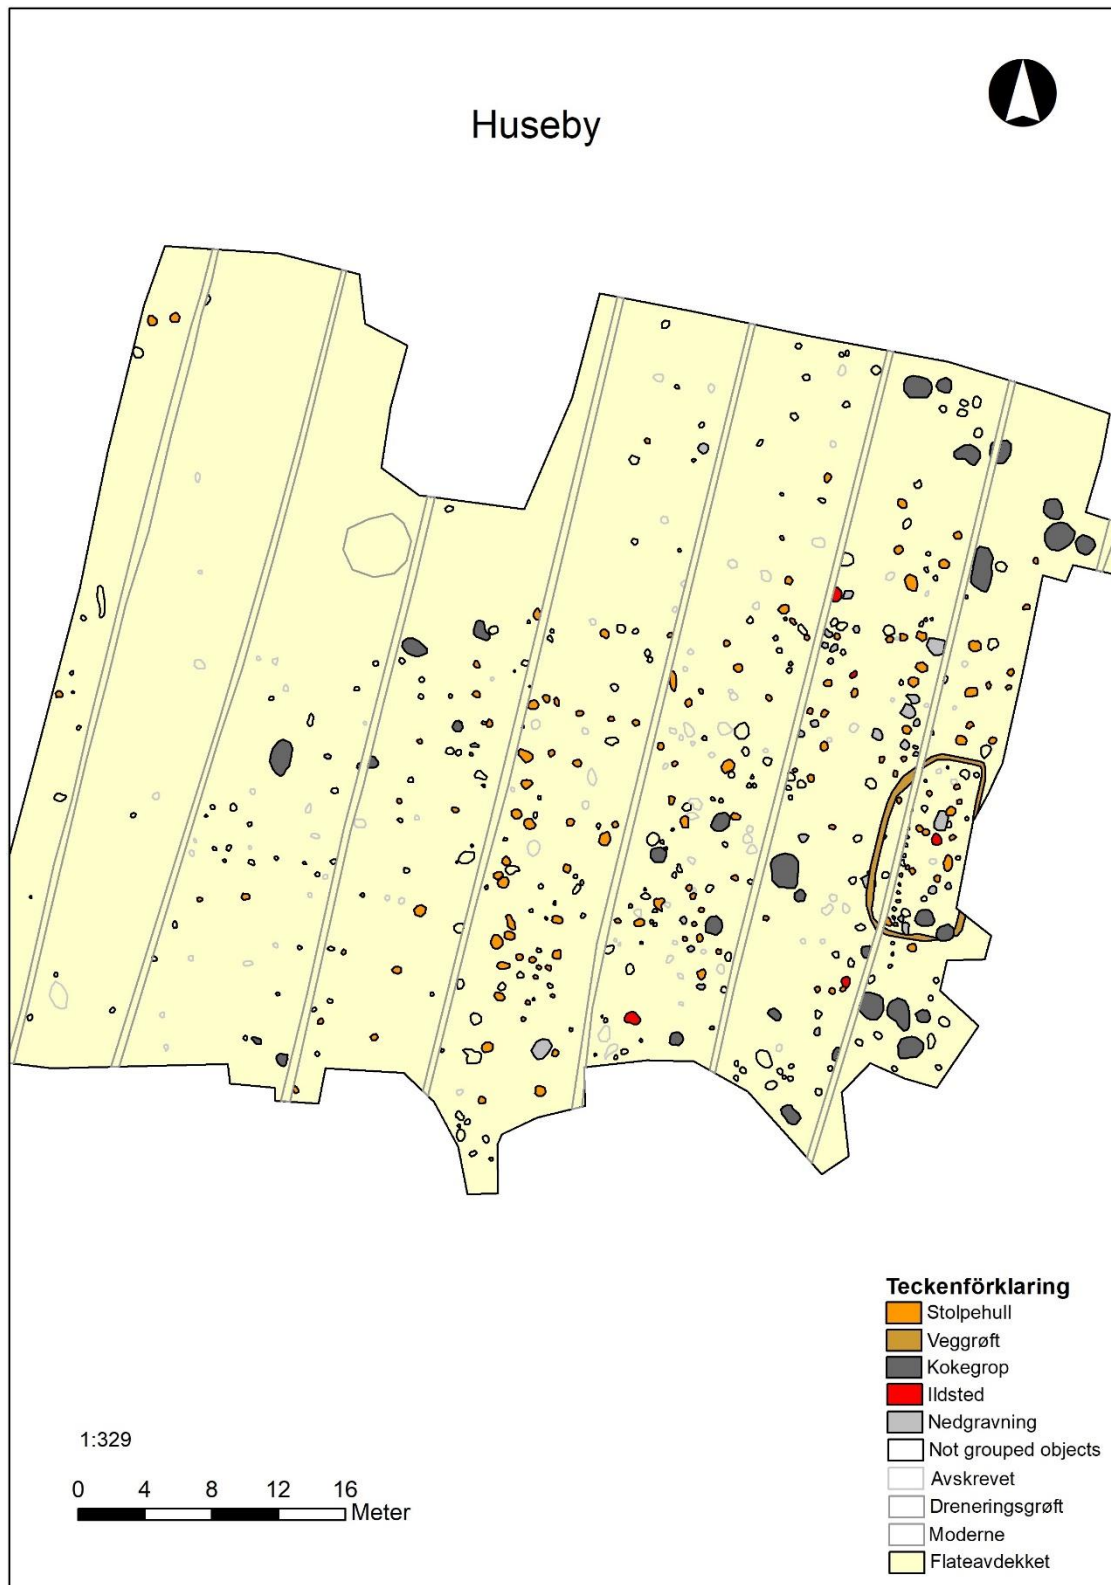 Huseby
Teckenförklaring
Stolpehull
Veggrøft
Kokegrop
Ildsted
Nedgravning
Not grouped objects
Avskrevet
Dreneringsgrøft
Moderne
Flateavdekket
1:329
0 4 8 12 16
Meter